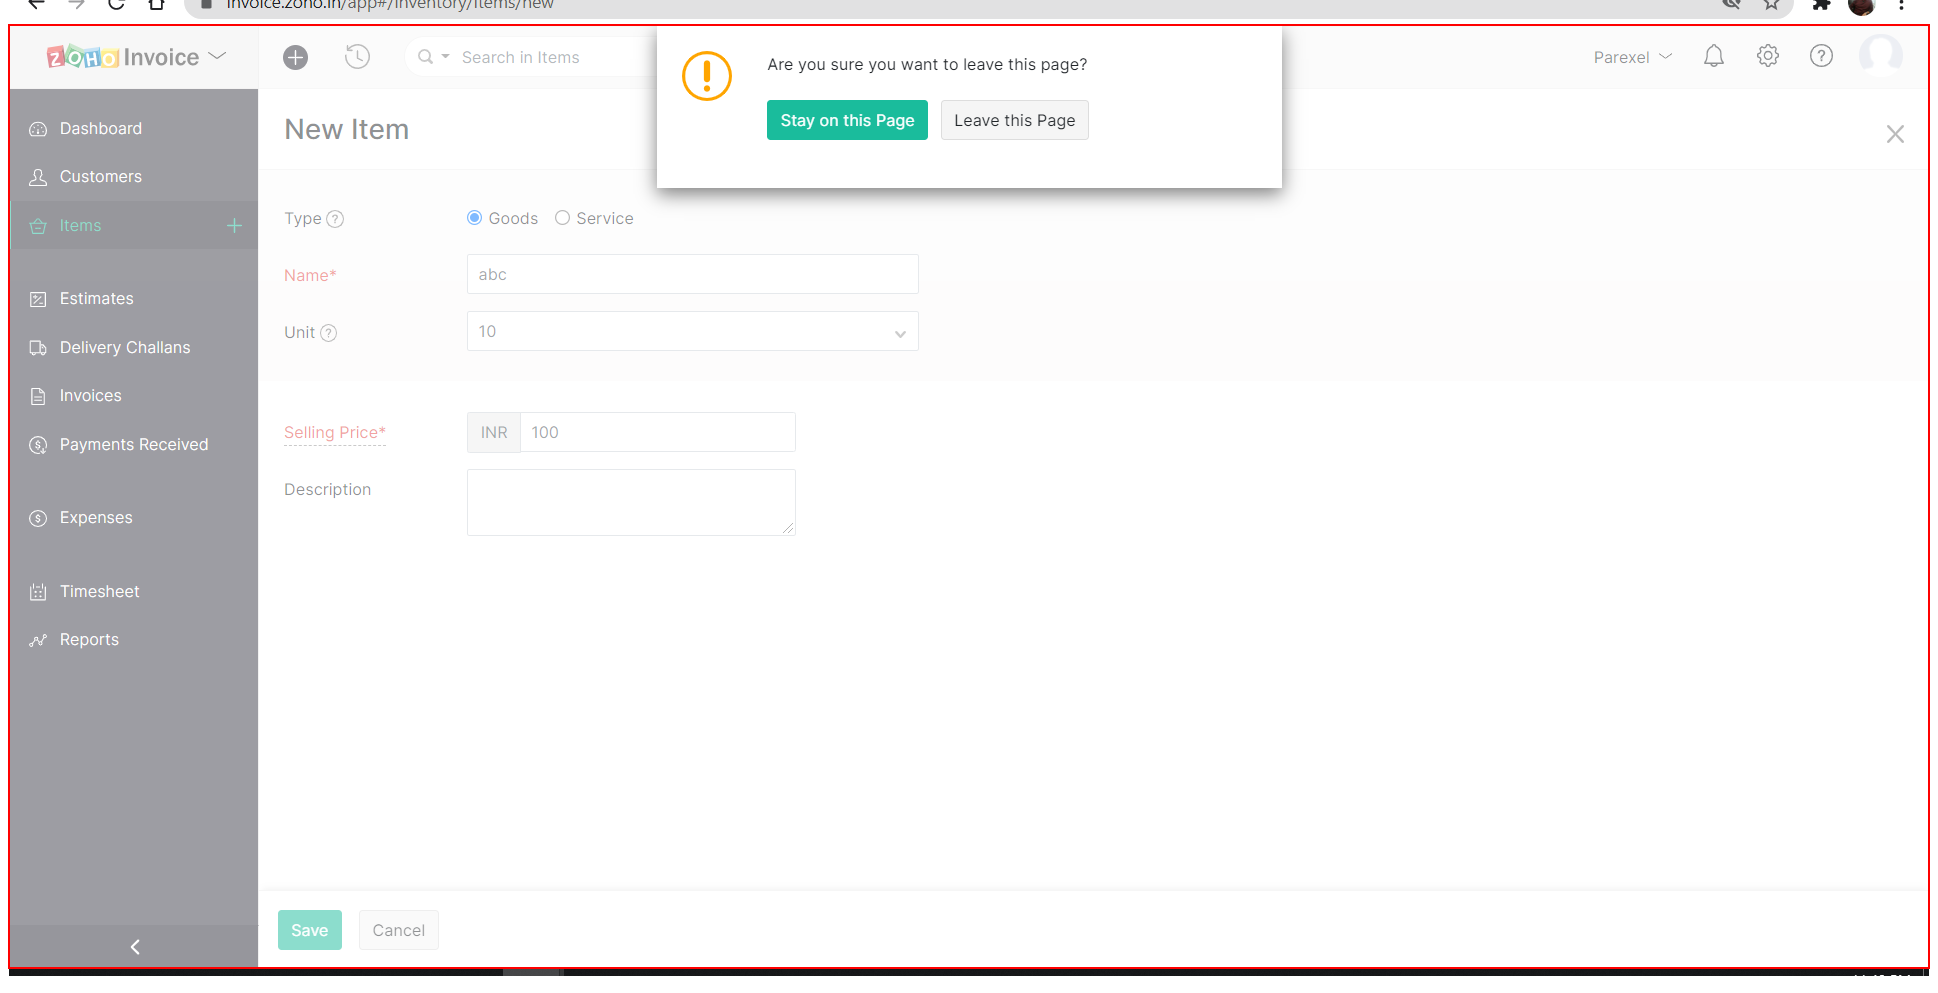 invoice.zoho.in/app#/inventory/items/new
ZOHO Invoice
Search in Items
Are you sure you want to leave this page?
Stay on this Page
Leave this Page
Parexel
Dashboard
Customers
Items
Estimates
Delivery Challans
Invoices
Payments Received
Expenses
Timesheet
Reports
New Item
Type ?
Goods
Service
Name*
abc
Unit ?
10
Selling Price*
INR 100
Description
Save
Cancel